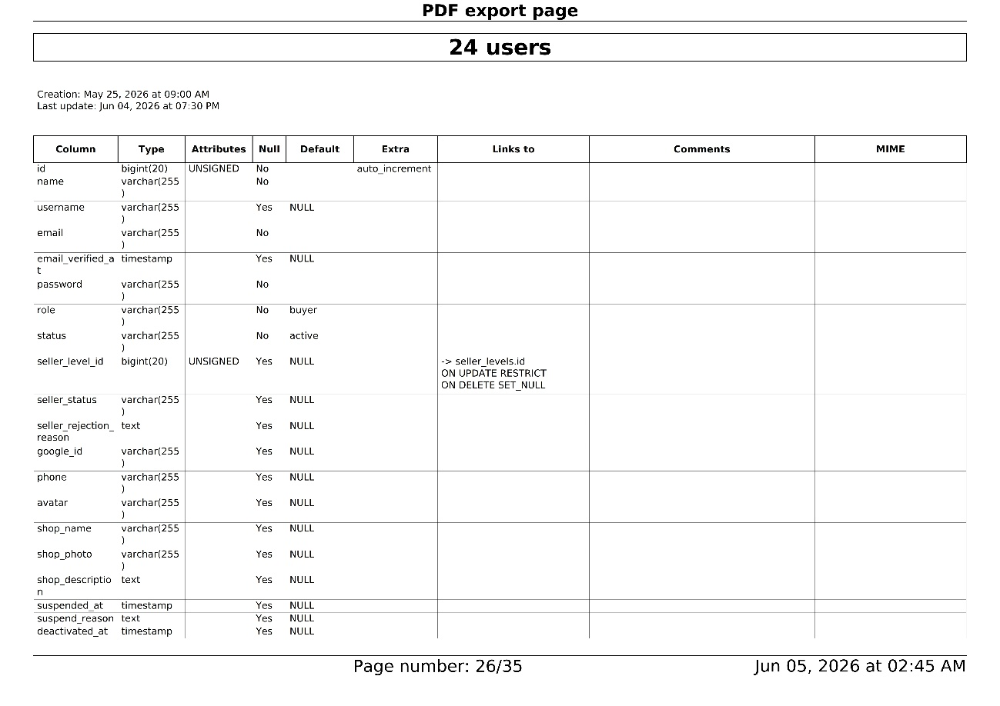 PDF export page
24 users
Creation: May 25, 2026 at 09:00 AM
Last update: Jun 04, 2026 at 07:30 PM
Column Type Attributes Null Default Extra Links to Comments MIME
id bigint(20) UNSIGNED No auto_increment
name varchar(255 No
)
username varchar(255 Yes NULL
)
email varchar(255 No
)
email_verified_a timestamp Yes NULL
t
password varchar(255 No
)
role varchar(255 No buyer
)
status varchar(255 No active
)
seller_level_id bigint(20) UNSIGNED Yes NULL -> seller_levels.id
ON UPDATE RESTRICT
ON DELETE SET_NULL
seller_status varchar(255 Yes NULL
)
seller_rejection_ text Yes NULL
reason
google_id varchar(255 Yes NULL
)
phone varchar(255 Yes NULL
)
avatar varchar(255 Yes NULL
)
shop_name varchar(255 Yes NULL
)
shop_photo varchar(255 Yes NULL
)
shop_descriptio text Yes NULL
n
suspended_at timestamp Yes NULL
suspend_reason text Yes NULL
deactivated_at timestamp Yes NULL
Page number: 26/35 Jun 05, 2026 at 02:45 AM